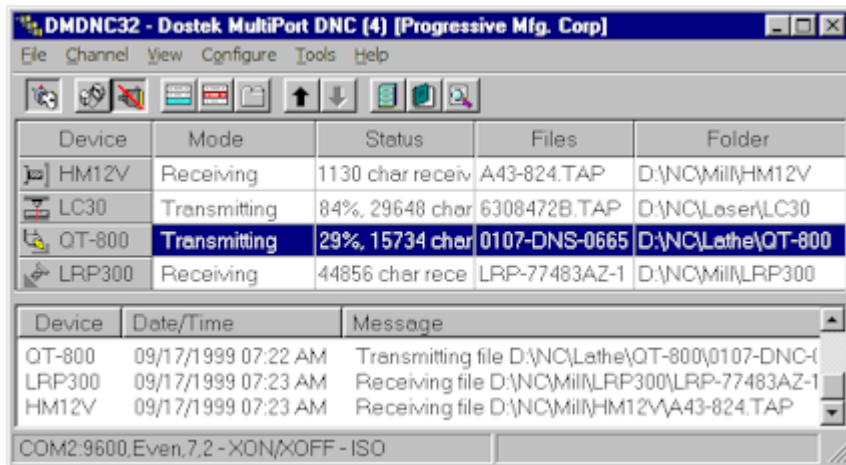 DMDNC32 - Dostek MultiPort DNC (4) [Progressive Mfg. Corp]
File Channel View Configure Tools Help
Device Mode Status Files Folder
HM12V Receiving 1130 char receiv A43-824.TAP D:\NC\Mill\HM12V
LC30 Transmitting 84%, 29648 char 6308472B.TAP D:\NC\Laser\LC30
QT-800 Transmitting 29%, 15734 char 0107-DNS-0665 D:\NC\Lathe\QT-800
LRP300 Receiving 44856 char rece LRP-77483AZ-1 D:\NC\Mill\LRP300
Device Date/Time Message
QT-800 09/17/1999 07:22 AM Transmitting file D:\NC\Lathe\QT-800\0107-DNC-(
LRP300 09/17/1999 07:23 AM Receiving file D:\NC\Mill\LRP300\LRP-77483AZ-1
HM12V 09/17/1999 07:23 AM Receiving file D:\NC\Mill\HM12V\A43-824.TAP
COM2:9600,Even,7,2 - XON/XOFF - ISO